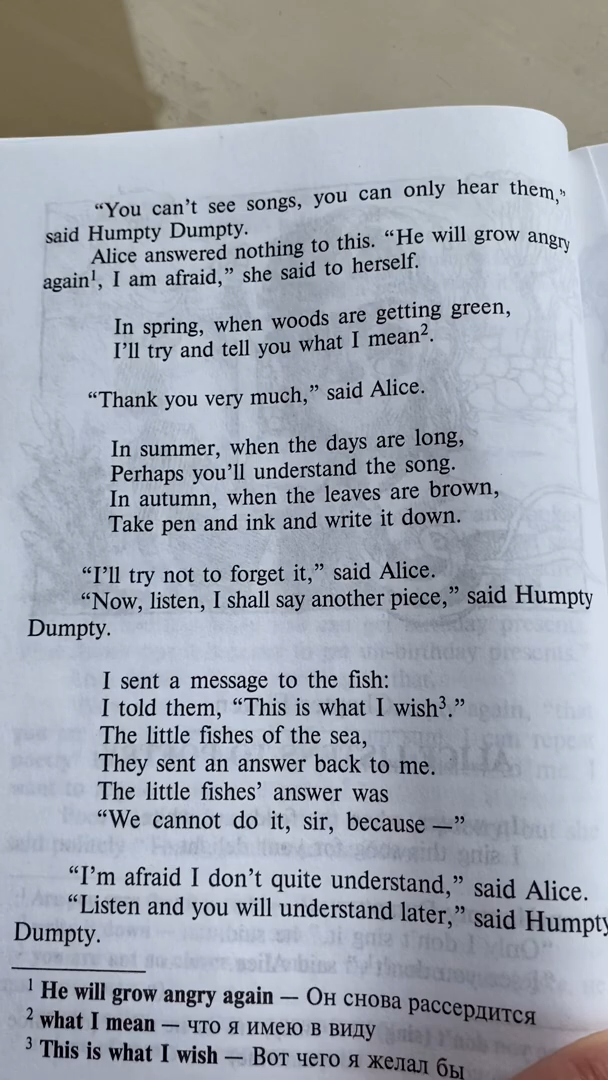 “You can’t see songs, you can only hear them,”
said Humpty Dumpty.
Alice answered nothing to this. “He will grow angry
again¹, I am afraid,” she said to herself.
In spring, when woods are getting green,
I’ll try and tell you what I mean².
“Thank you very much,” said Alice.
In summer, when the days are long,
Perhaps you’ll understand the song.
In autumn, when the leaves are brown,
Take pen and ink and write it down.
“I’ll try not to forget it,” said Alice.
“Now, listen, I shall say another piece,” said Humpty
Dumpty.
I sent a message to the fish:
I told them, “This is what I wish³.”
The little fishes of the sea,
They sent an answer back to me.
The little fishes’ answer was
“We cannot do it, sir, because —”
“I’m afraid I don’t quite understand,” said Alice.
“Listen and you will understand later,” said Humpty
Dumpty.
¹ He will grow angry again — Он снова рассердится
² what I mean — что я имею в виду
³ This is what I wish — Вот чего я желал бы